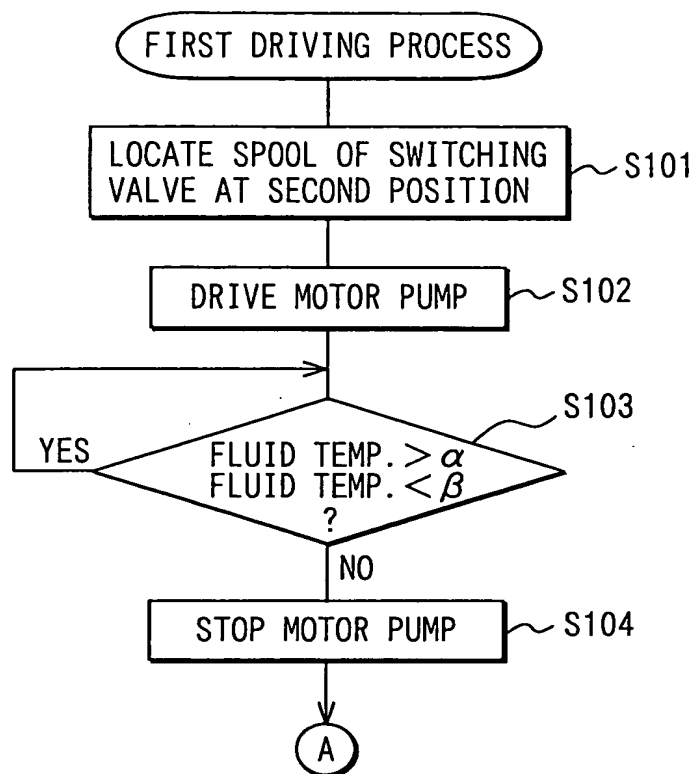 FIRST DRIVING PROCESS
LOCATE SPOOL OF SWITCHING
VALVE AT SECOND POSITION
S101
DRIVE MOTOR PUMP
S102
S103
YES
FLUID TEMP. > α
FLUID TEMP. < β
?
NO
STOP MOTOR PUMP
S104
A